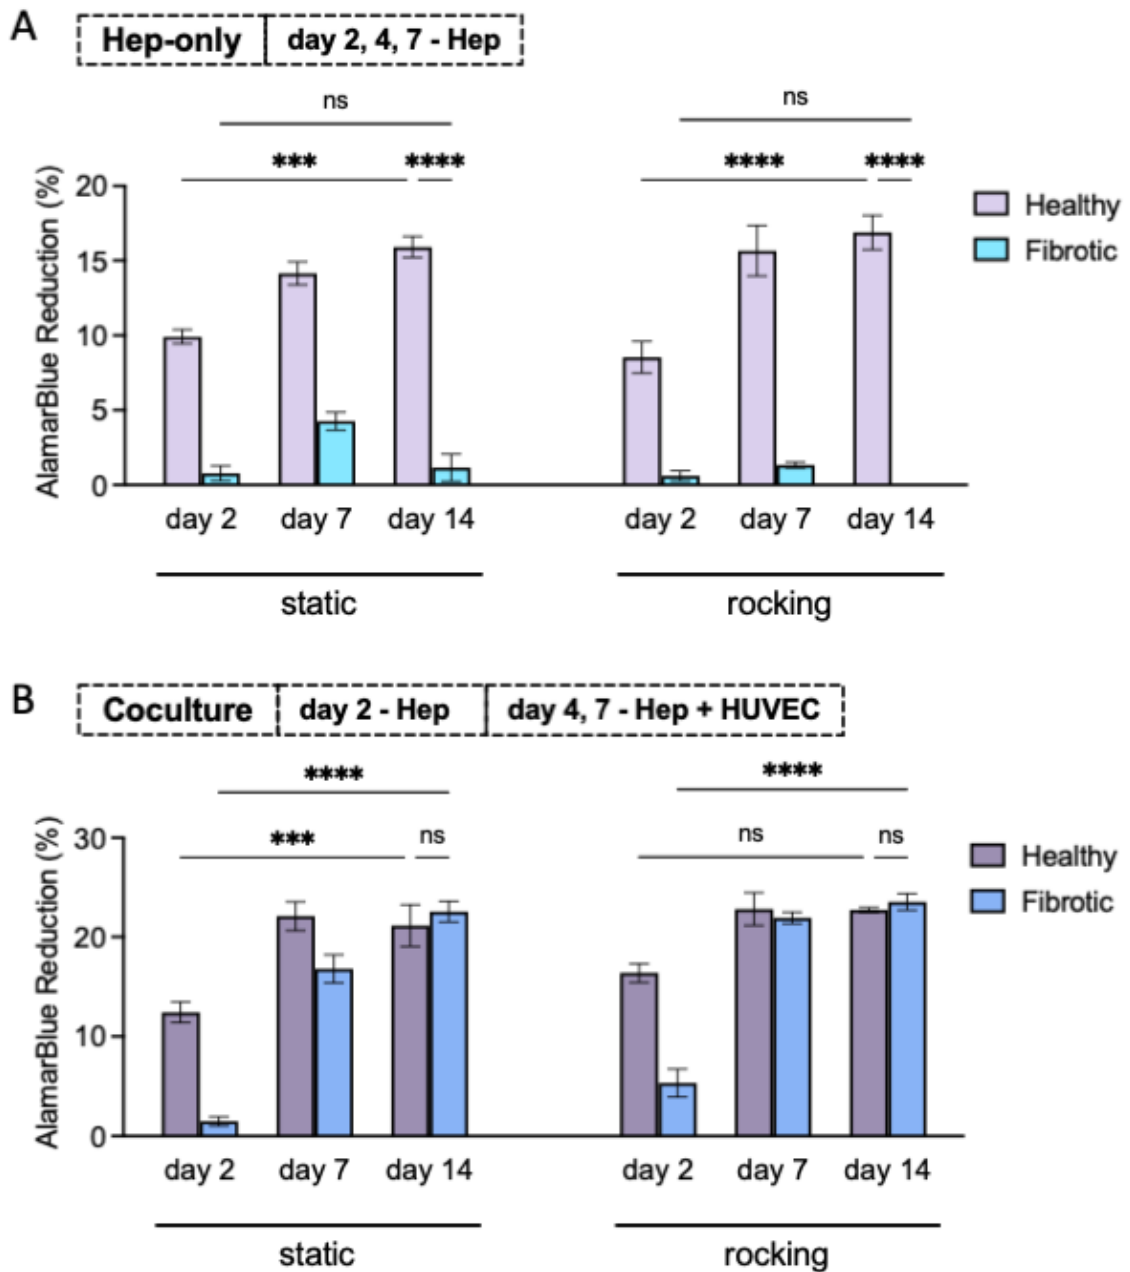 A
Hep-only day 2, 4, 7 - Hep
ns ns
*** **** **** ****
AlamarBlue Reduction (%)
20
15
10
5
0
Healthy
Fibrotic
day 2 day 7 day 14 day 2 day 7 day 14
static rocking
B
Coculture day 2 - Hep day 4, 7 - Hep + HUVEC
**** ****
*** ns ns ns
AlamarBlue Reduction (%)
30
20
10
0
Healthy
Fibrotic
day 2 day 7 day 14 day 2 day 7 day 14
static rocking